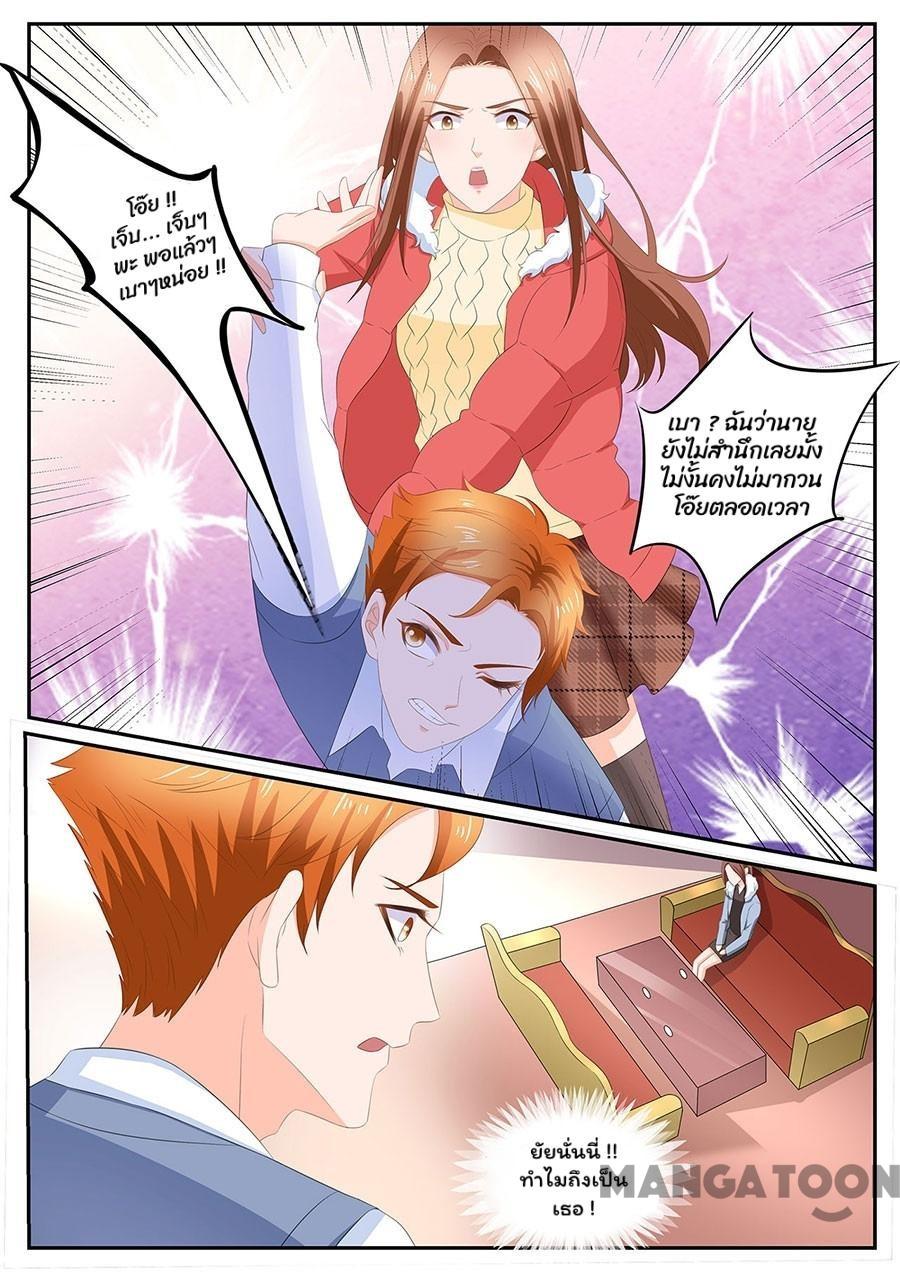 โอ๊ย !!
เจ็บ... เจ็บๆ
พะ พอแล้วๆ
เบาๆหน่อย !!
เบา ? ฉันว่านาย
ยังไม่สำนึกเลยมั้ง
ไม่งั้นคงไม่มากวน
โอ๊ยตลอดเวลา
ยัยนั่นนี่ !!
ทำไมถึงเป็น
เธอ !
MANGATOON